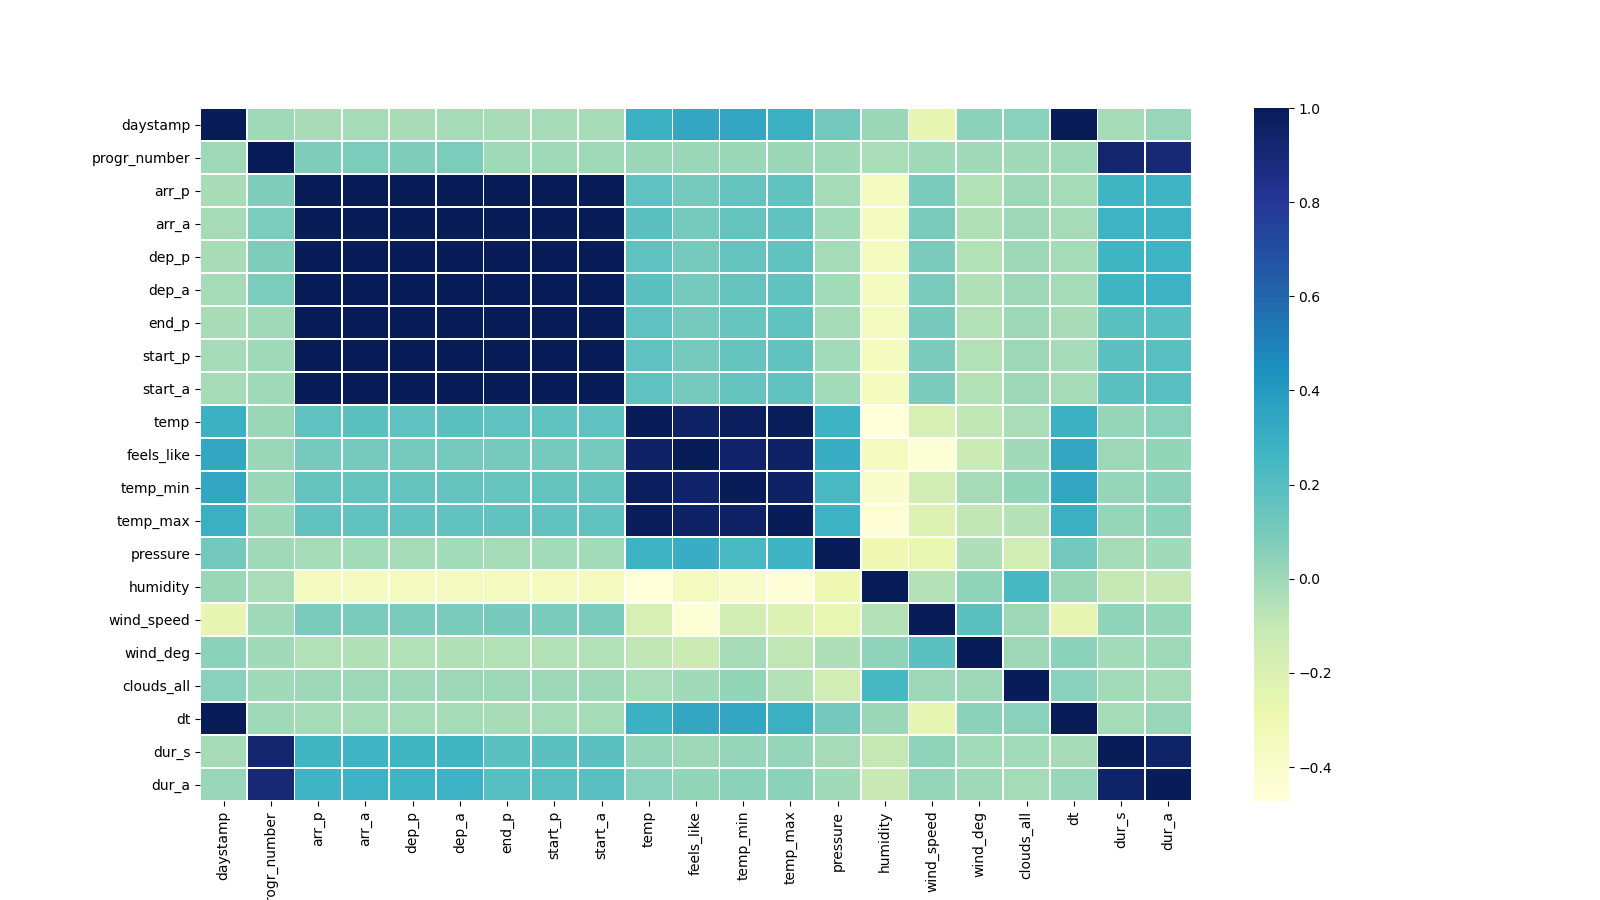 daystamp
progr_number
arr_p
arr_a
dep_p
dep_a
end_p
start_p
start_a
temp
feels_like
temp_min
temp_max
pressure
humidity
wind_speed
wind_deg
clouds_all
dt
dur_s
dur_a
daystamp
rogr_number
arr_p
arr_a
dep_p
dep_a
end_p
start_p
start_a
temp
feels_like
temp_min
temp_max
pressure
humidity
wind_speed
wind_deg
clouds_all
dt
dur_s
dur_a
1.0
0.8
0.6
0.4
0.2
0.0
−0.2
−0.4